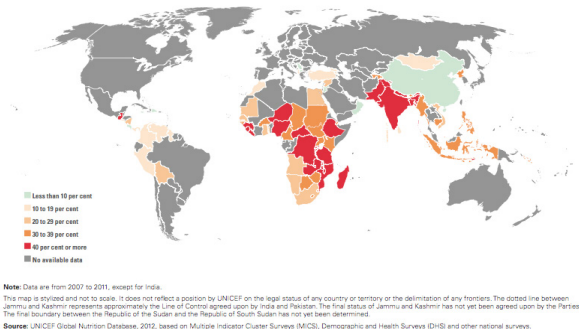 Less than 10 per cent
10 to 19 per cent
20 to 29 per cent
30 to 39 per cent
40 per cent or more
No available data
Note: Data are from 2007 to 2011, except for India.
This map is stylized and not to scale. It does not reflect a position by UNICEF on the legal status of any country or territory or the delimitation of any frontiers. The dotted line between
Jammu and Kashmir represents approximately the Line of Control agreed upon by India and Pakistan. The final status of Jammu and Kashmir has not yet been agreed upon by the Parties
The final boundary between the Republic of the Sudan and the Republic of South Sudan has not yet been determined.
Source: UNICEF Global Nutrition Database, 2012, based on Multiple Indicator Cluster Surveys (MICS), Demographic and Health Surveys (DHS) and other national surveys.